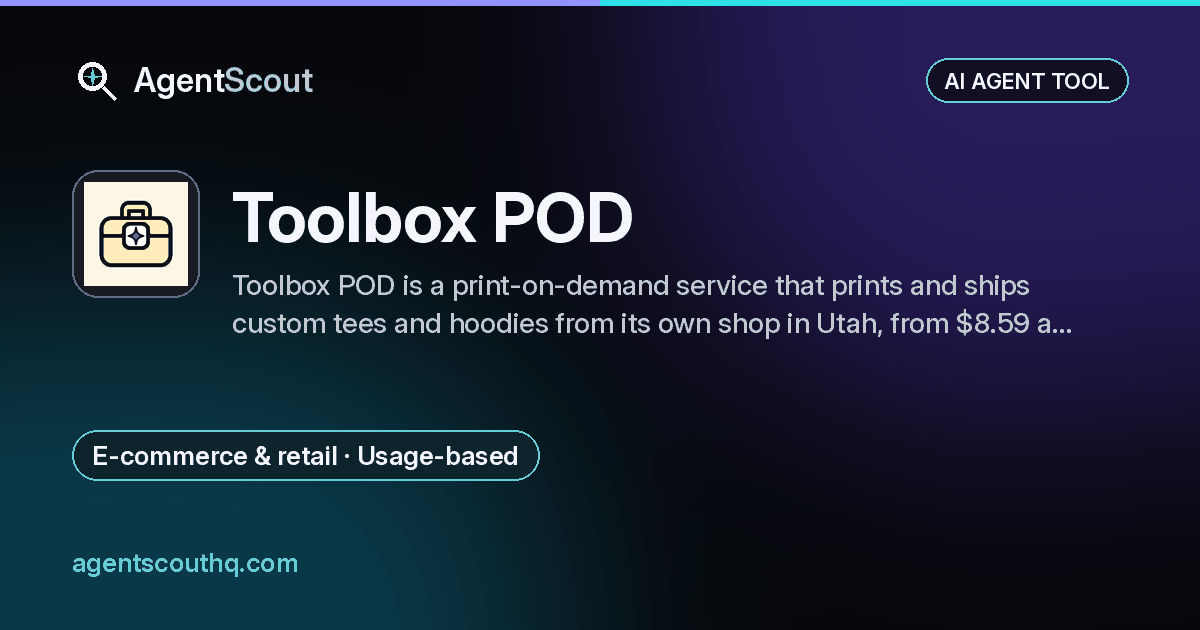 AgentScout
AI AGENT TOOL
Toolbox POD
Toolbox POD is a print-on-demand service that prints and ships
custom tees and hoodies from its own shop in Utah, from $8.59 a...
E-commerce & retail · Usage-based
agentscouthq.com